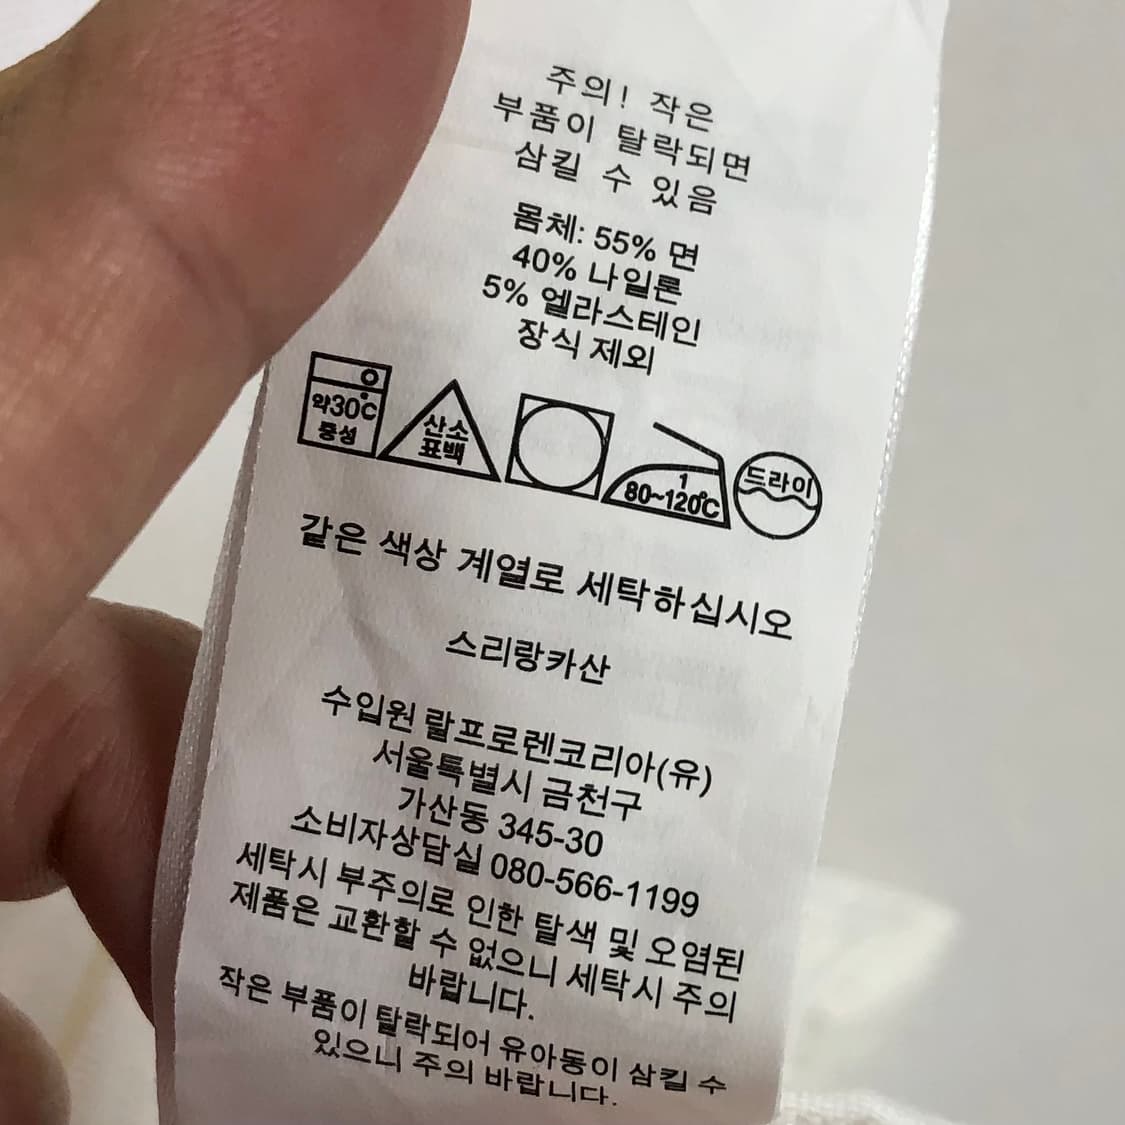 주의! 작은
부품이 탈락되면
삼킬 수 있음
몸체: 55% 면
40% 나일론
5% 엘라스테인
장식 제외
약30℃
중성
산소
표백
1
80~120℃
드라이
같은 색상 계열로 세탁하십시오
스리랑카산
수입원 랄프로렌코리아(유)
서울특별시 금천구
가산동 345-30
소비자상담실 080-566-1199
세탁시 부주의로 인한 탈색 및 오염된
제품은 교환할 수 없으니 세탁시 주의
바랍니다.
작은 부품이 탈락되어 유아동이 삼킬 수
있으니 주의 바랍니다.